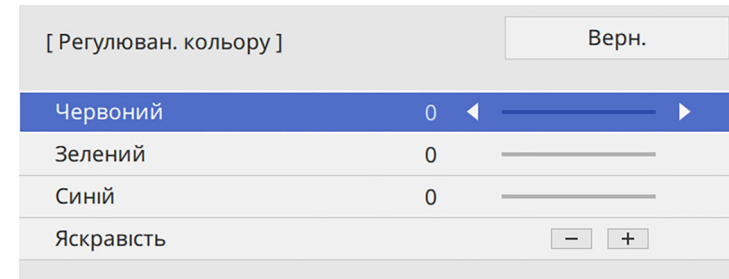 [ Регулюван. кольору ] Верн.
Червоний 0
Зелений 0
Синій 0
Яскравість − +